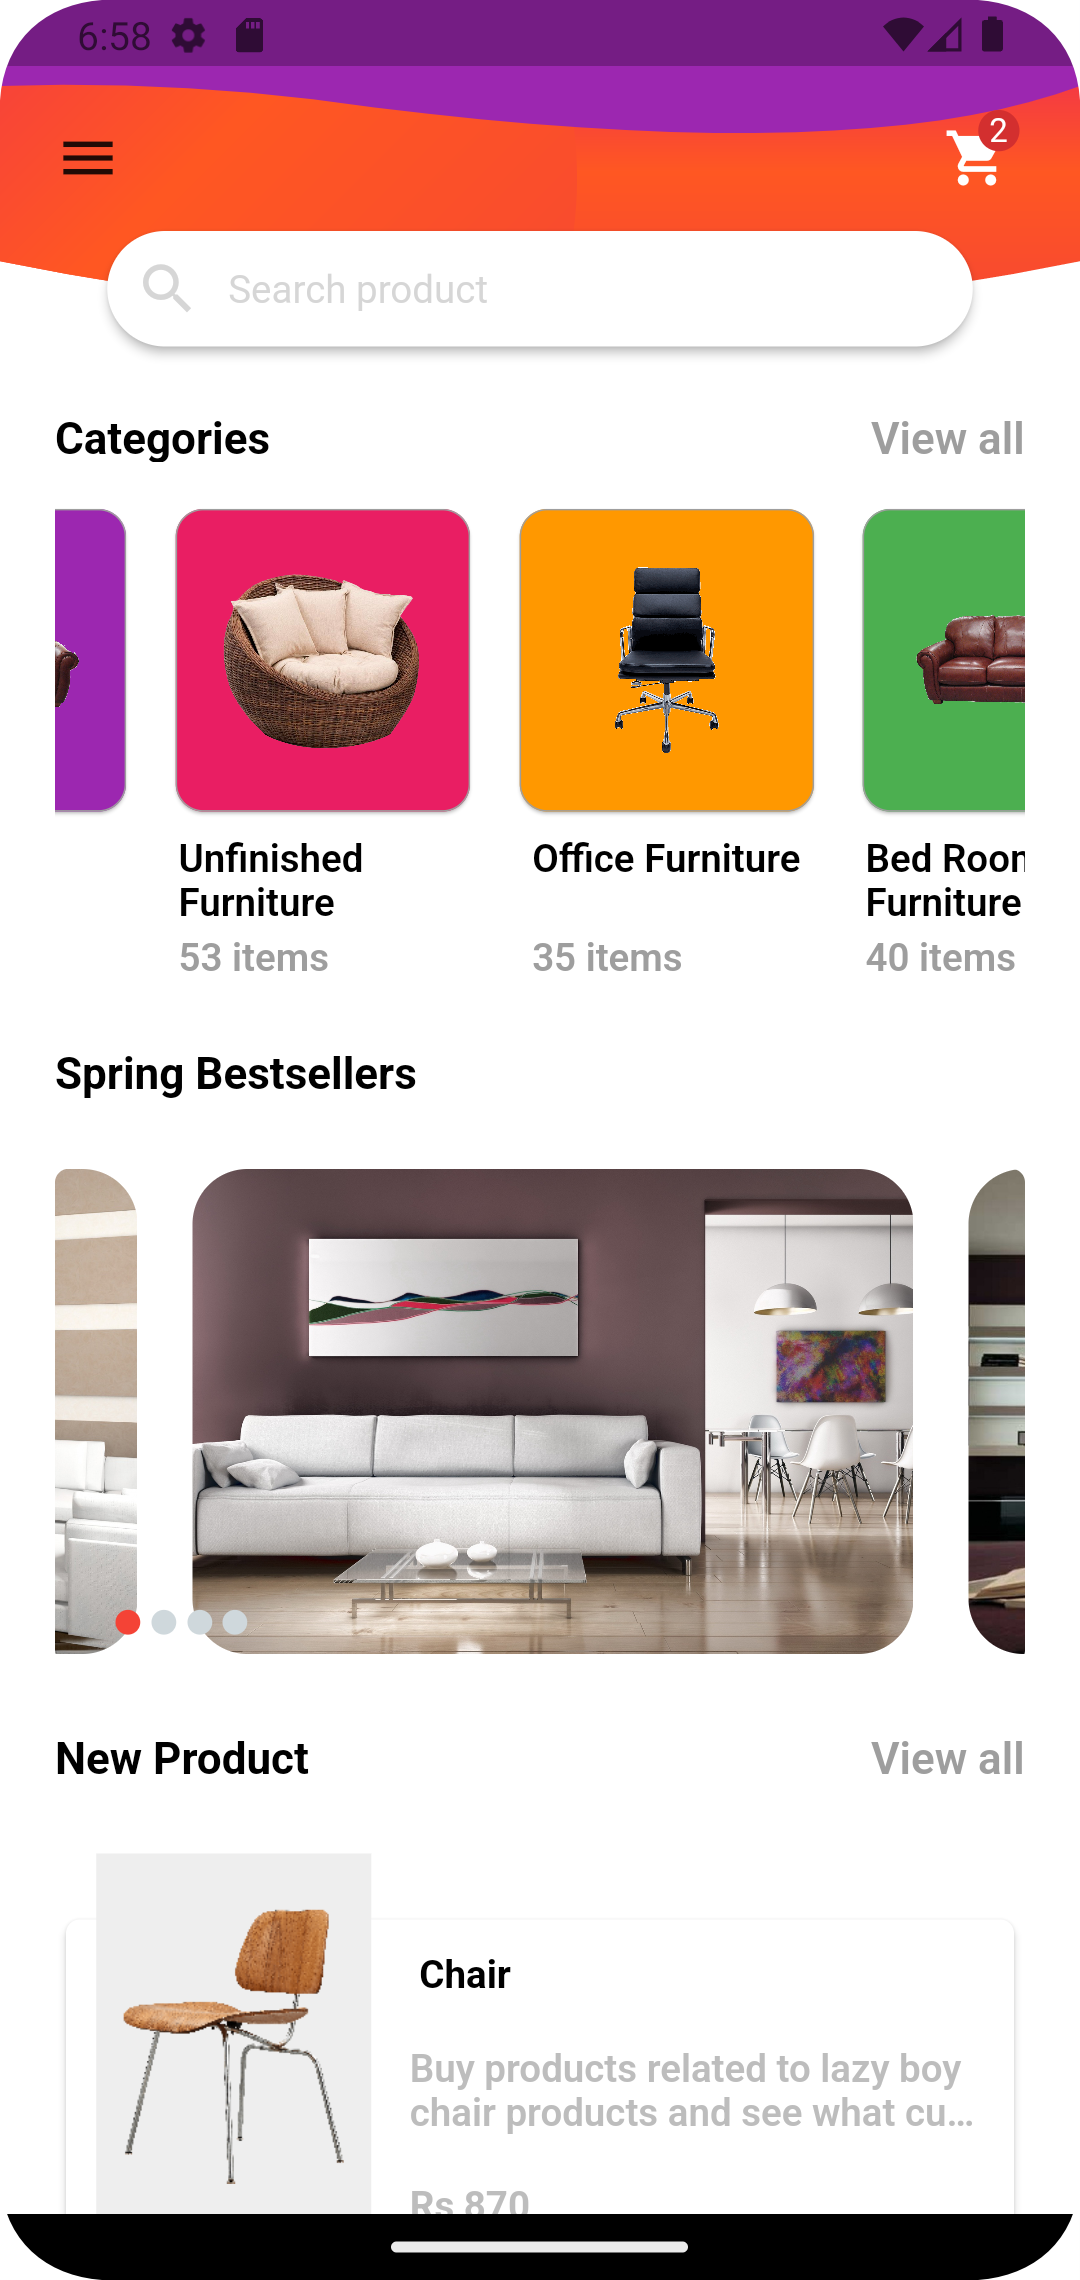 6:58
2
Search product
Categories
View all
Unfinished
Furniture
53 items
Office Furniture
35 items
Bed Roon
Furniture
40 items
Spring Bestsellers
New Product
View all
Chair
Buy products related to lazy boy
chair products and see what cu...
Rs 870